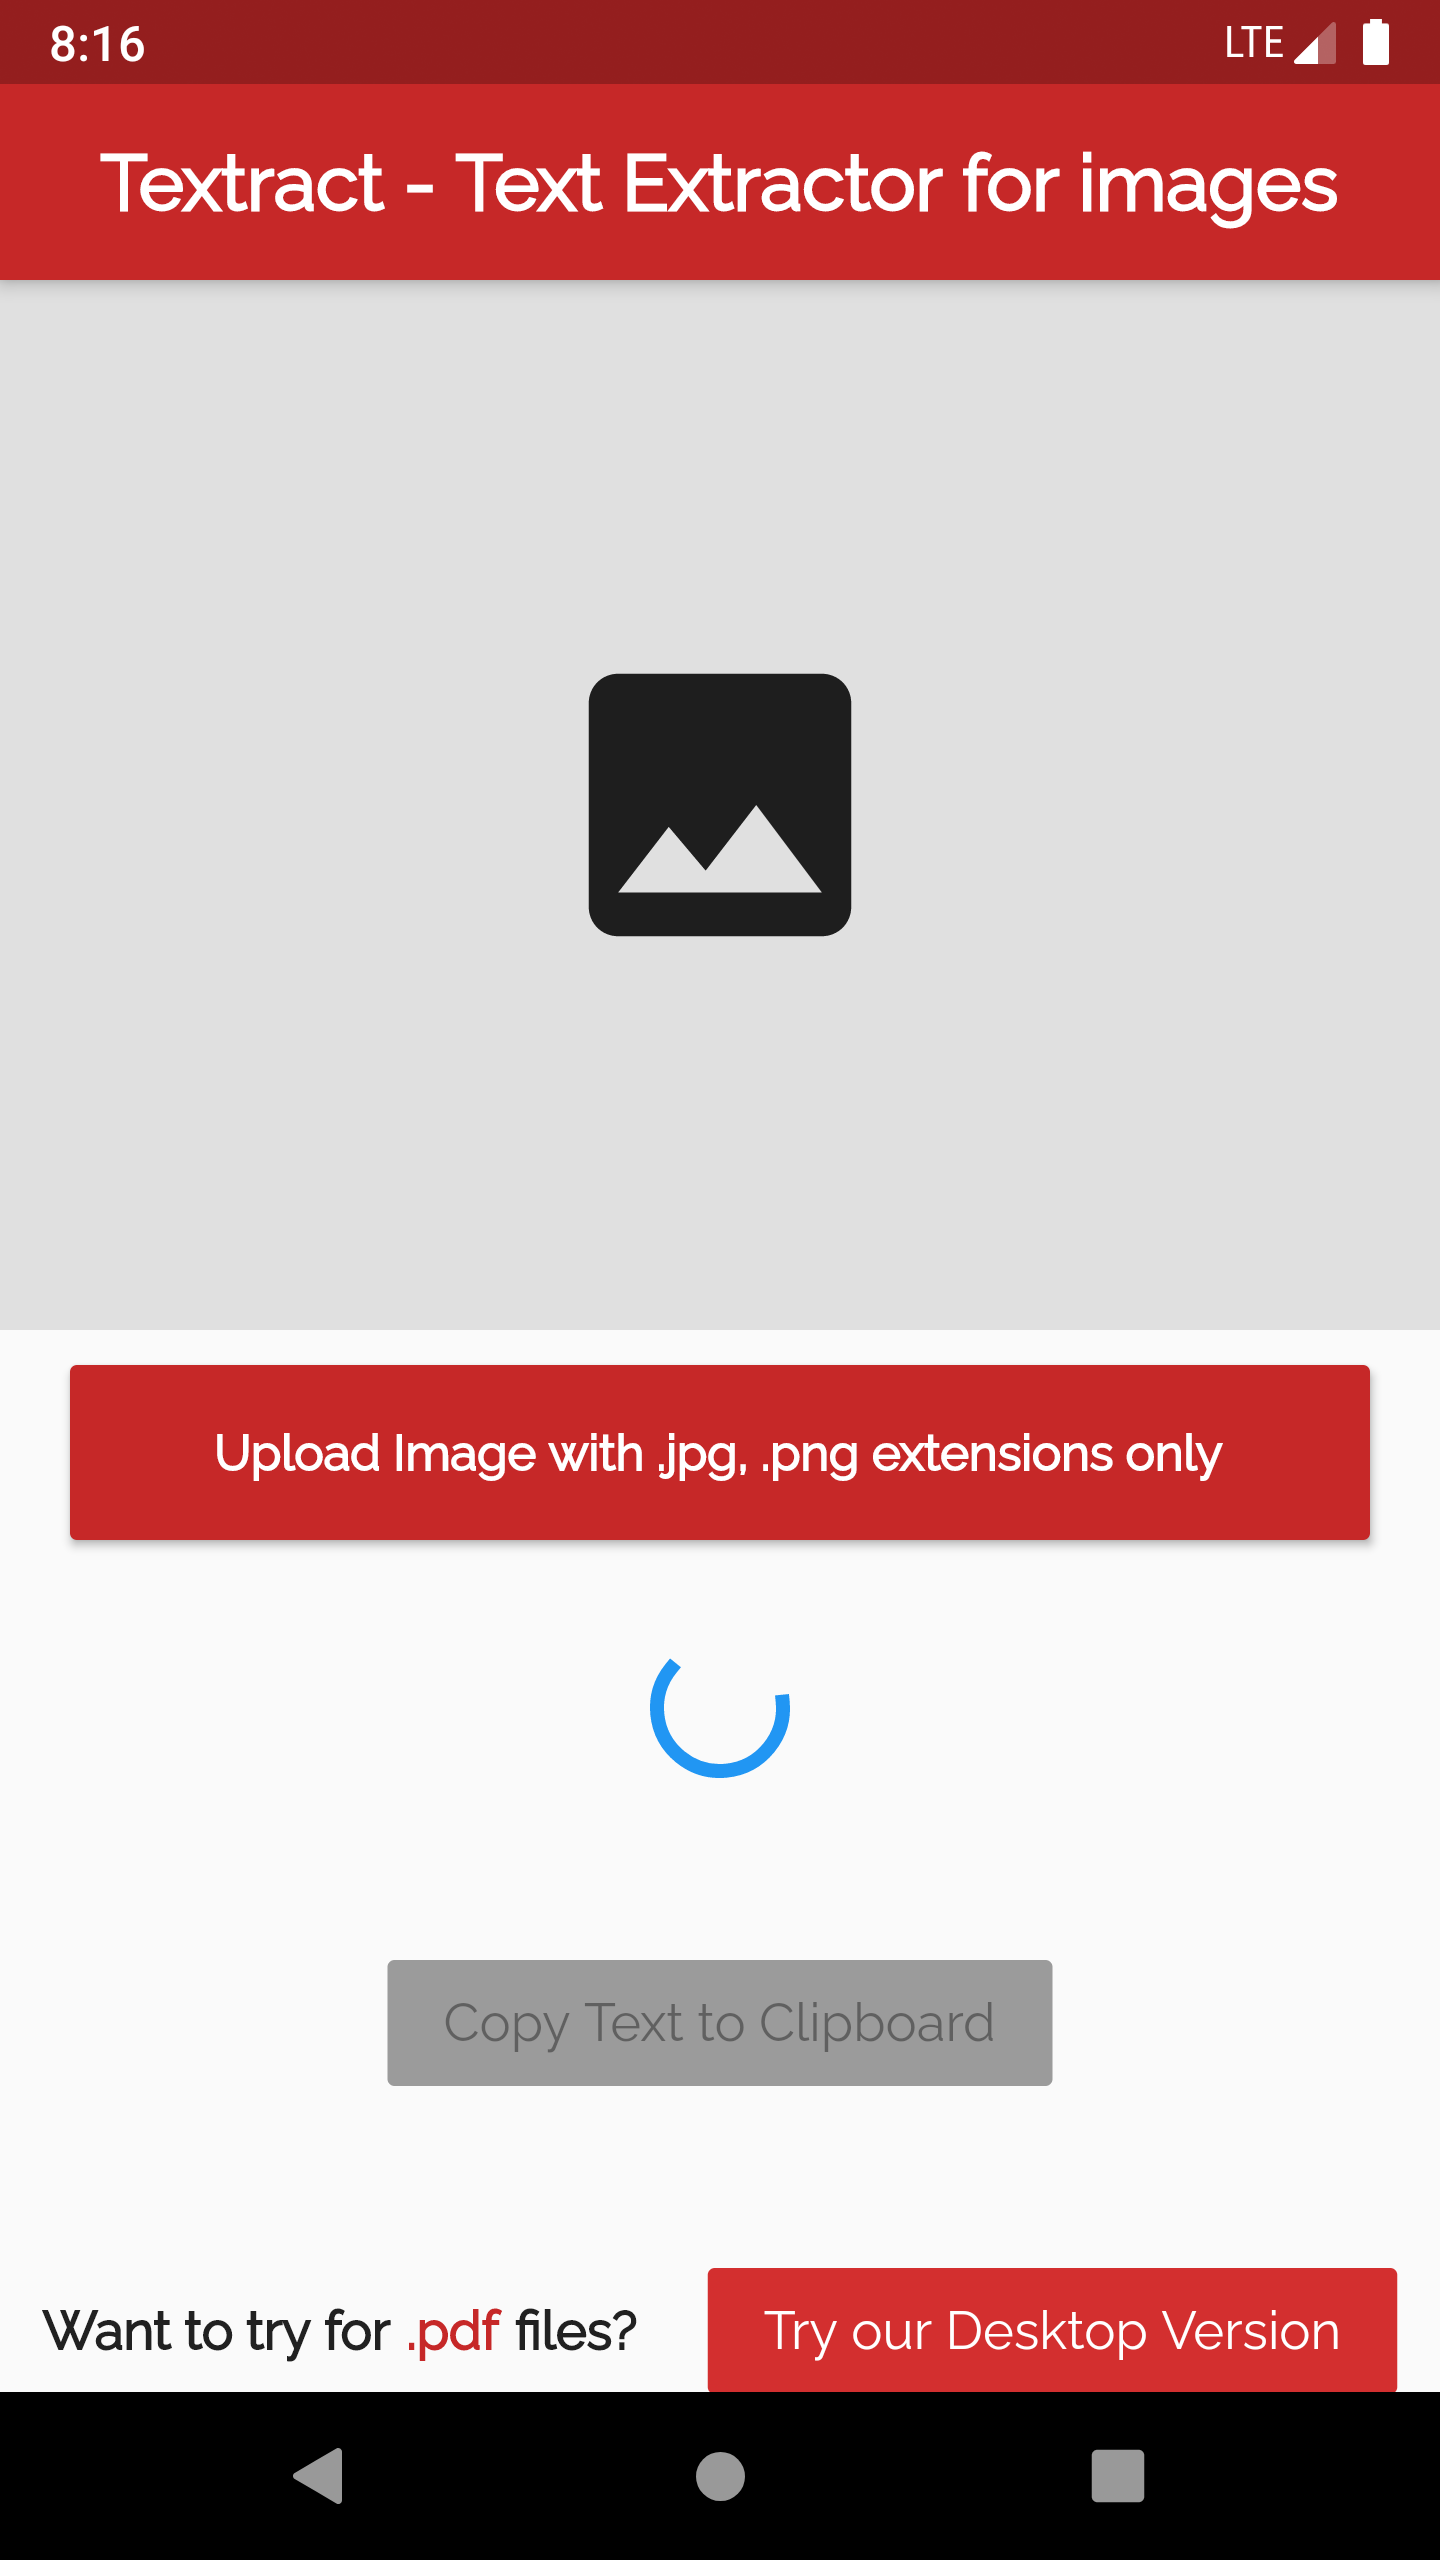 8:16 LTE
Textract - Text Extractor for images
Upload Image with .jpg, .png extensions only
Copy Text to Clipboard
Want to try for .pdf files? Try our Desktop Version